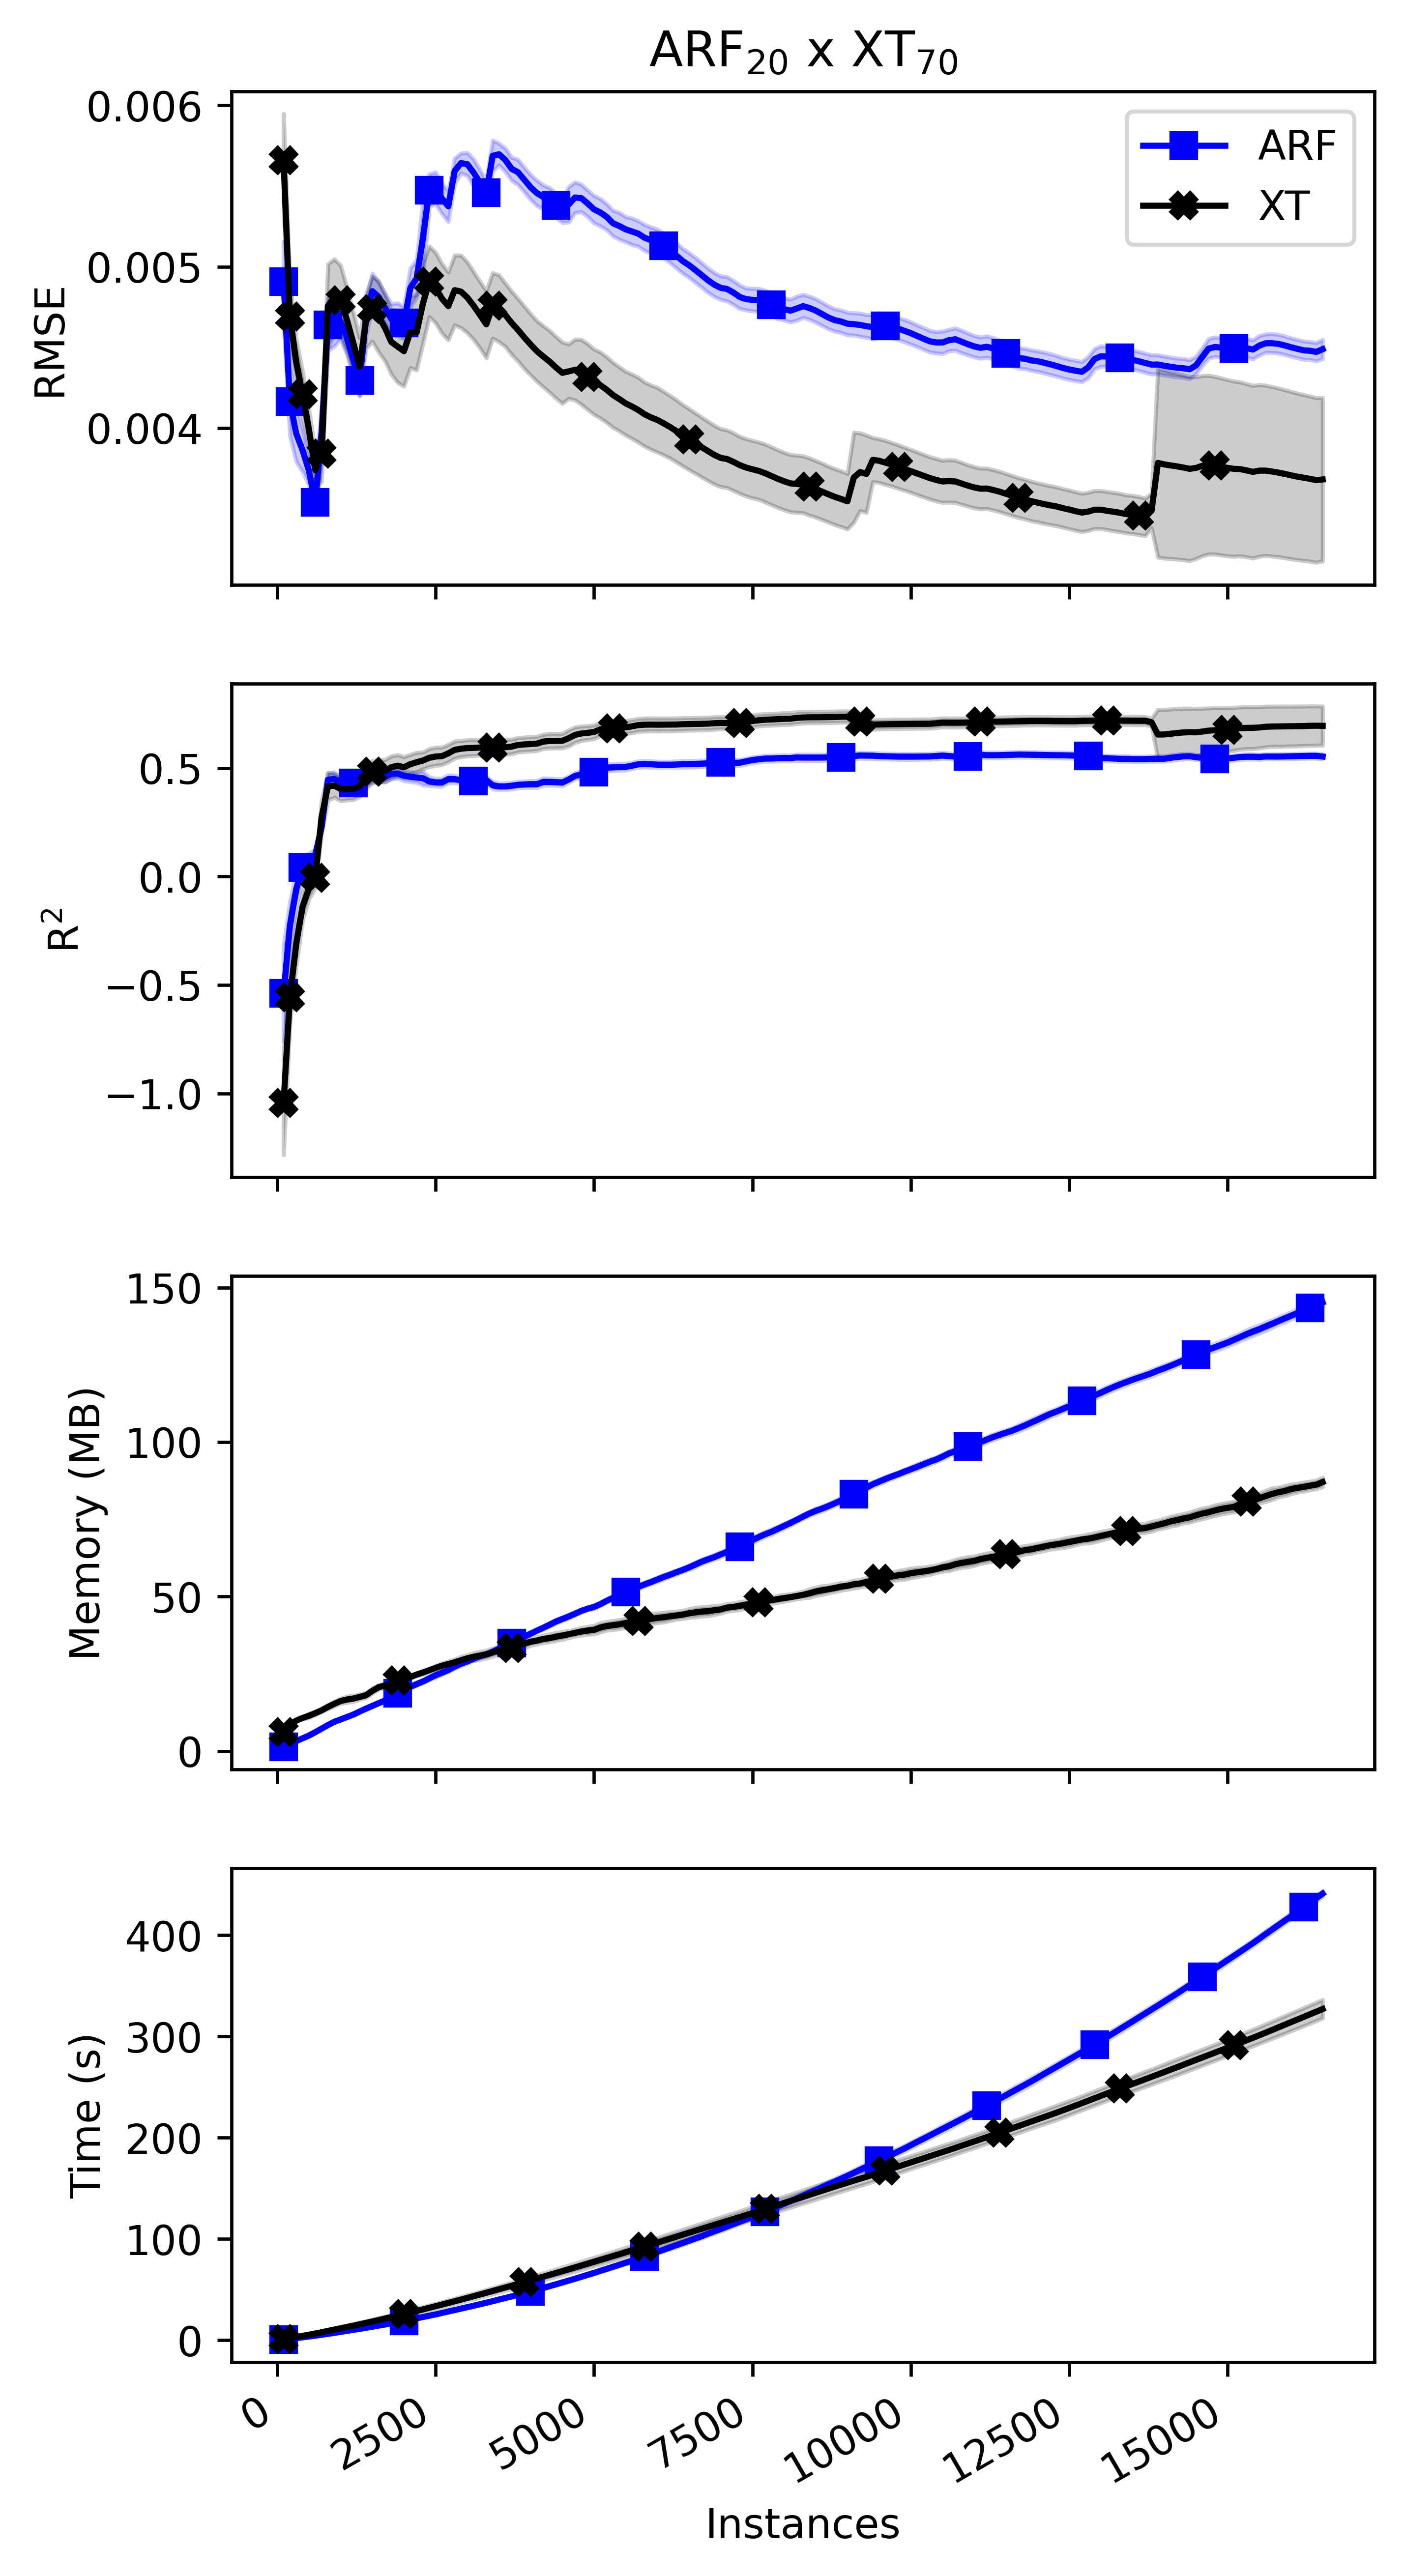 ARF₂₀ x XT₇₀
0.006
0.005
0.004
RMSE
ARF
XT
0.5
0.0
−0.5
−1.0
R²
150
100
50
0
Memory (MB)
400
300
200
100
0
Time (s)
0
2500
5000
7500
10000
12500
15000
Instances